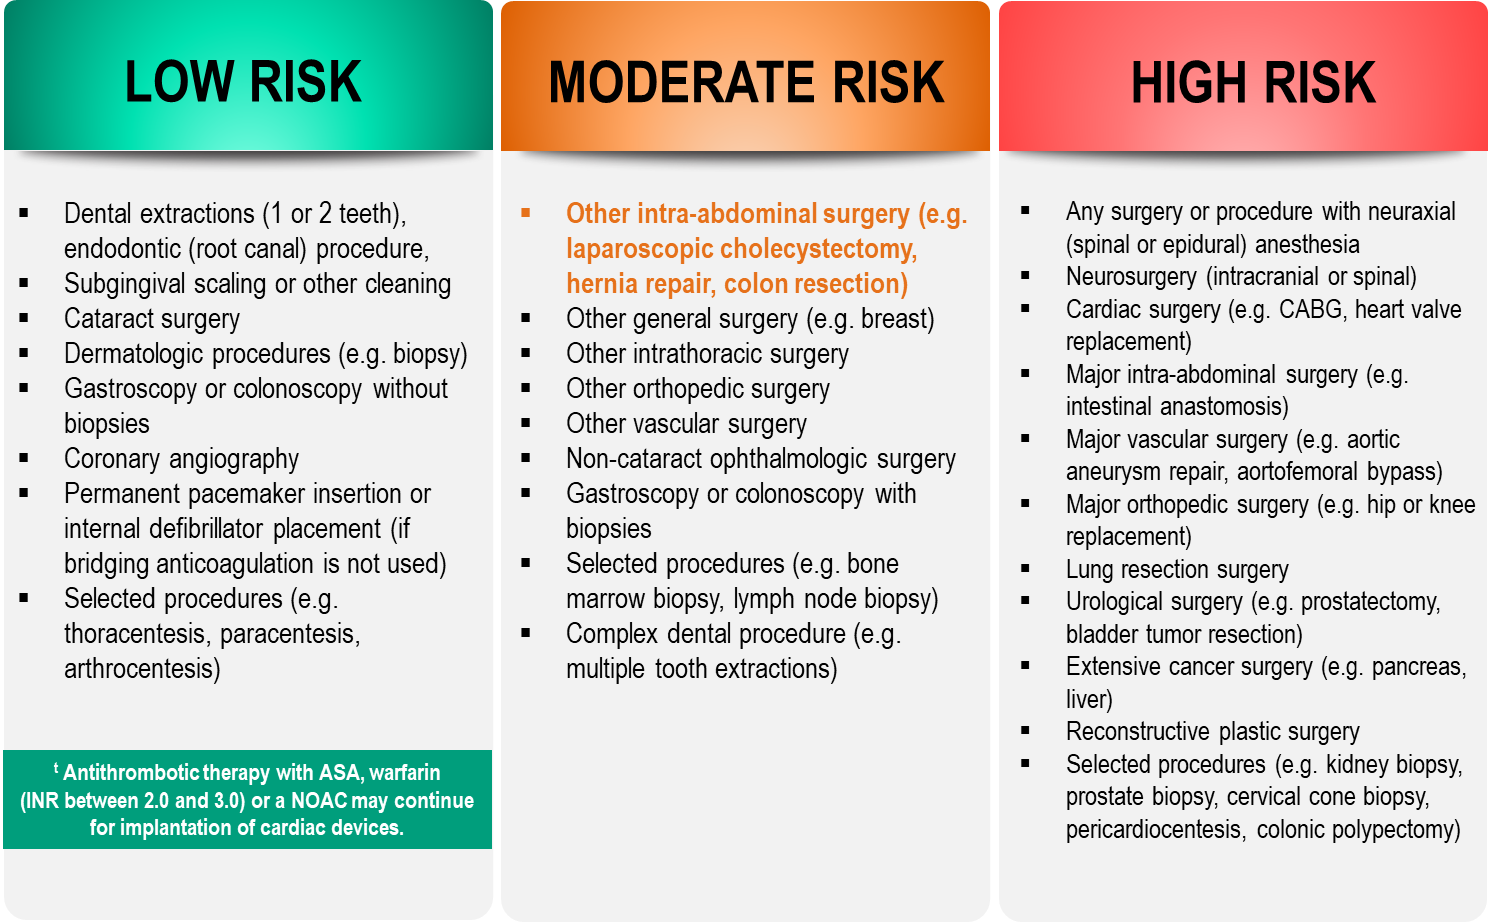 LOW RISK
▪ Dental extractions (1 or 2 teeth),
endodontic (root canal) procedure,
▪ Subgingival scaling or other cleaning
▪ Cataract surgery
▪ Dermatologic procedures (e.g. biopsy)
▪ Gastroscopy or colonoscopy without
biopsies
▪ Coronary angiography
▪ Permanent pacemaker insertion or
internal defibrillator placement (if
bridging anticoagulation is not used)
▪ Selected procedures (e.g.
thoracentesis, paracentesis,
arthrocentesis)
t Antithrombotic therapy with ASA, warfarin
(INR between 2.0 and 3.0) or a NOAC may continue
for implantation of cardiac devices.
MODERATE RISK
▪ Other intra-abdominal surgery (e.g.
laparoscopic cholecystectomy,
hernia repair, colon resection)
▪ Other general surgery (e.g. breast)
▪ Other intrathoracic surgery
▪ Other orthopedic surgery
▪ Other vascular surgery
▪ Non-cataract ophthalmologic surgery
▪ Gastroscopy or colonoscopy with
biopsies
▪ Selected procedures (e.g. bone
marrow biopsy, lymph node biopsy)
▪ Complex dental procedure (e.g.
multiple tooth extractions)
HIGH RISK
▪ Any surgery or procedure with neuraxial
(spinal or epidural) anesthesia
▪ Neurosurgery (intracranial or spinal)
▪ Cardiac surgery (e.g. CABG, heart valve
replacement)
▪ Major intra-abdominal surgery (e.g.
intestinal anastomosis)
▪ Major vascular surgery (e.g. aortic
aneurysm repair, aortofemoral bypass)
▪ Major orthopedic surgery (e.g. hip or knee
replacement)
▪ Lung resection surgery
▪ Urological surgery (e.g. prostatectomy,
bladder tumor resection)
▪ Extensive cancer surgery (e.g. pancreas,
liver)
▪ Reconstructive plastic surgery
▪ Selected procedures (e.g. kidney biopsy,
prostate biopsy, cervical cone biopsy,
pericardiocentesis, colonic polypectomy)